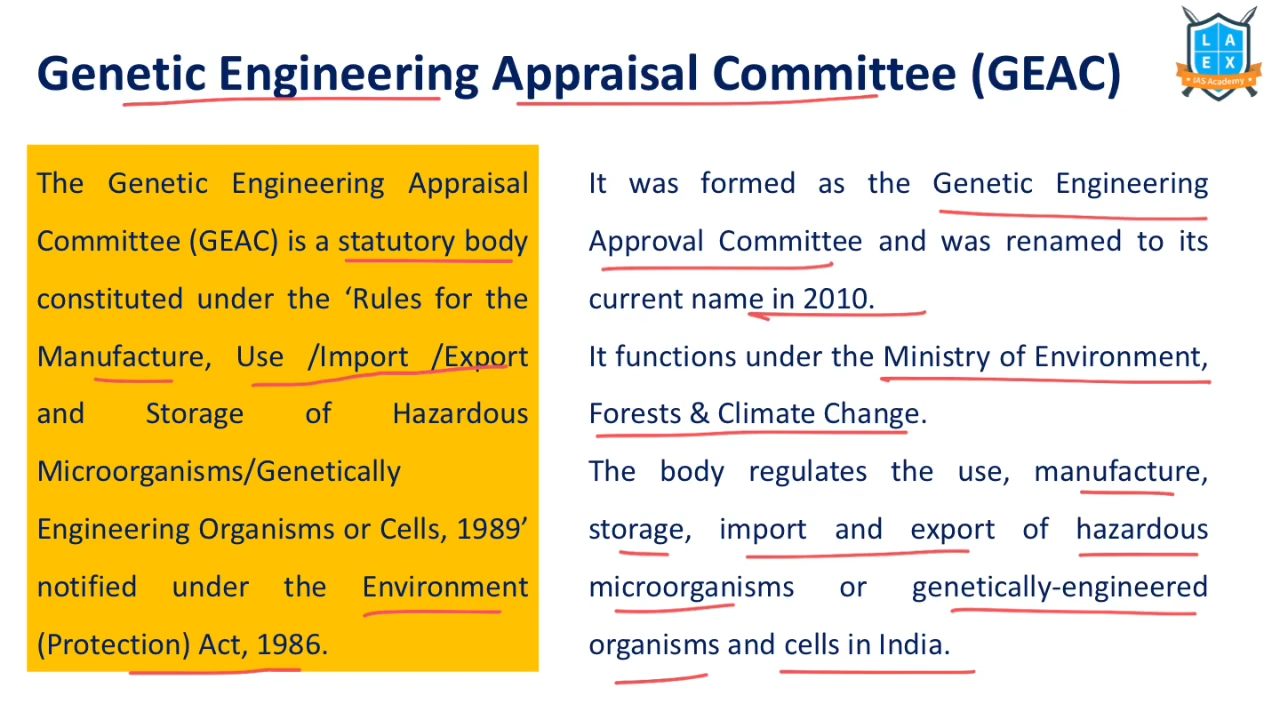 Genetic Engineering Appraisal Committee (GEAC)
L A
E X
IAS Academy
The Genetic Engineering Appraisal
Committee (GEAC) is a statutory body
constituted under the ‘Rules for the
Manufacture, Use /Import /Export
and Storage of Hazardous
Microorganisms/Genetically
Engineering Organisms or Cells, 1989’
notified under the Environment
(Protection) Act, 1986.
It was formed as the Genetic Engineering
Approval Committee and was renamed to its
current name in 2010.
It functions under the Ministry of Environment,
Forests & Climate Change.
The body regulates the use, manufacture,
storage, import and export of hazardous
microorganisms or genetically-engineered
organisms and cells in India.